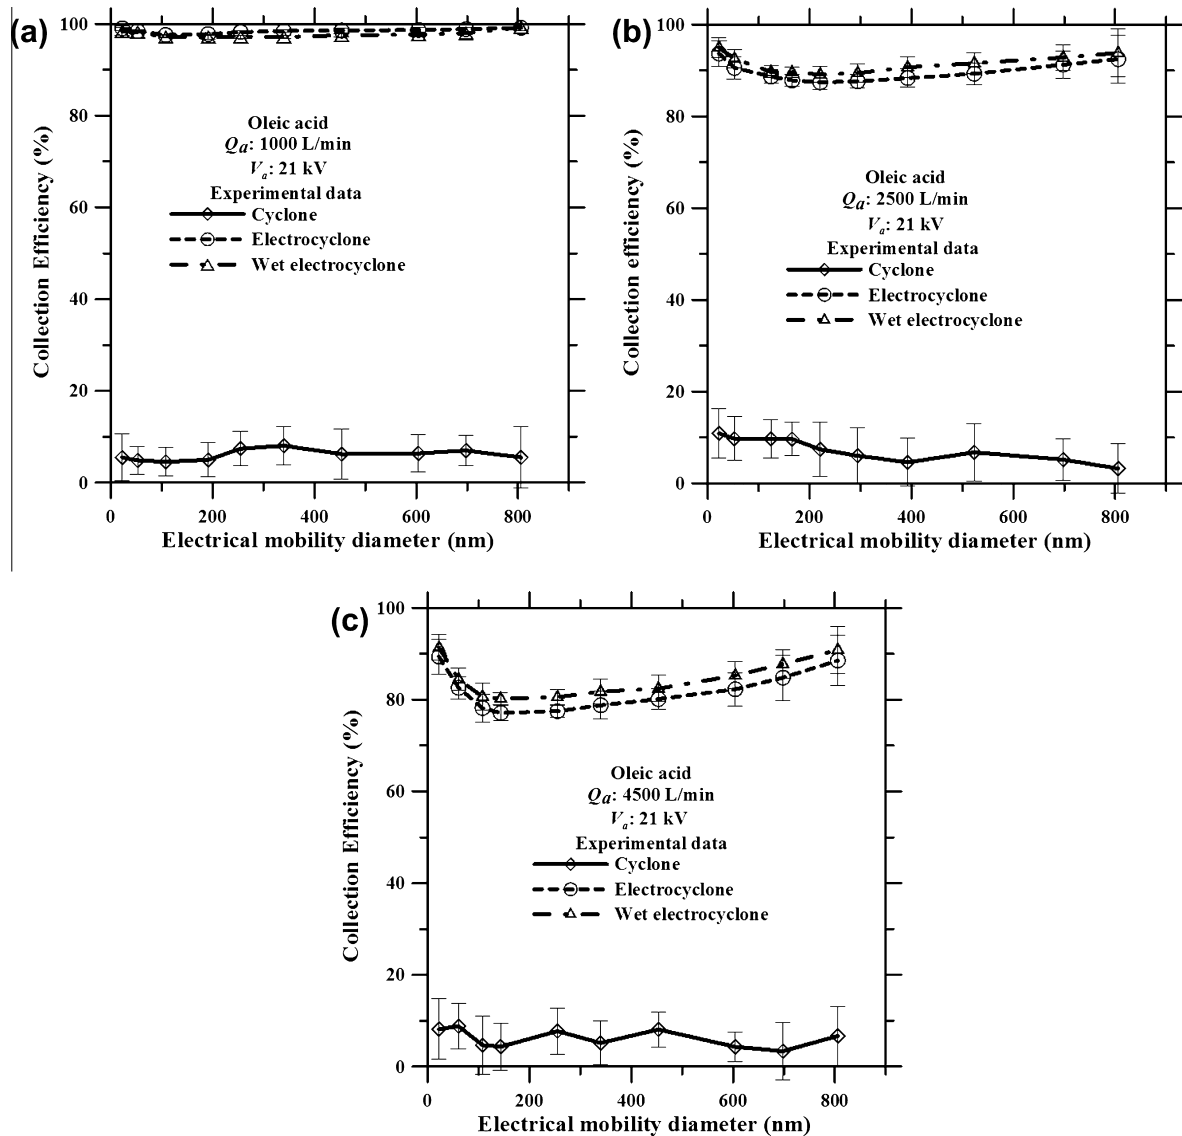 (a)
100
80
60
40
20
0
Collection Efficiency (%)
Oleic acid
Qa: 1000 L/min
Va: 21 kV
Experimental data
Cyclone
Electrocyclone
Wet electrocyclone
0 200 400 600 800
Electrical mobility diameter (nm)
(b)
100
80
60
40
20
0
Collection efficiency (%)
Oleic acid
Qa: 2500 L/min
Va: 21 kV
Experimental data
Cyclone
Electrocyclone
Wet electrocyclone
0 200 400 600 800
Electrical mobility diameter (nm)
(c)
100
80
60
40
20
0
Collection Efficiency (%)
Oleic acid
Qa: 4500 L/min
Va: 21 kV
Experimental data
Cyclone
Electrocyclone
Wet electrocyclone
0 200 400 600 800
Electrical mobility diameter (nm)